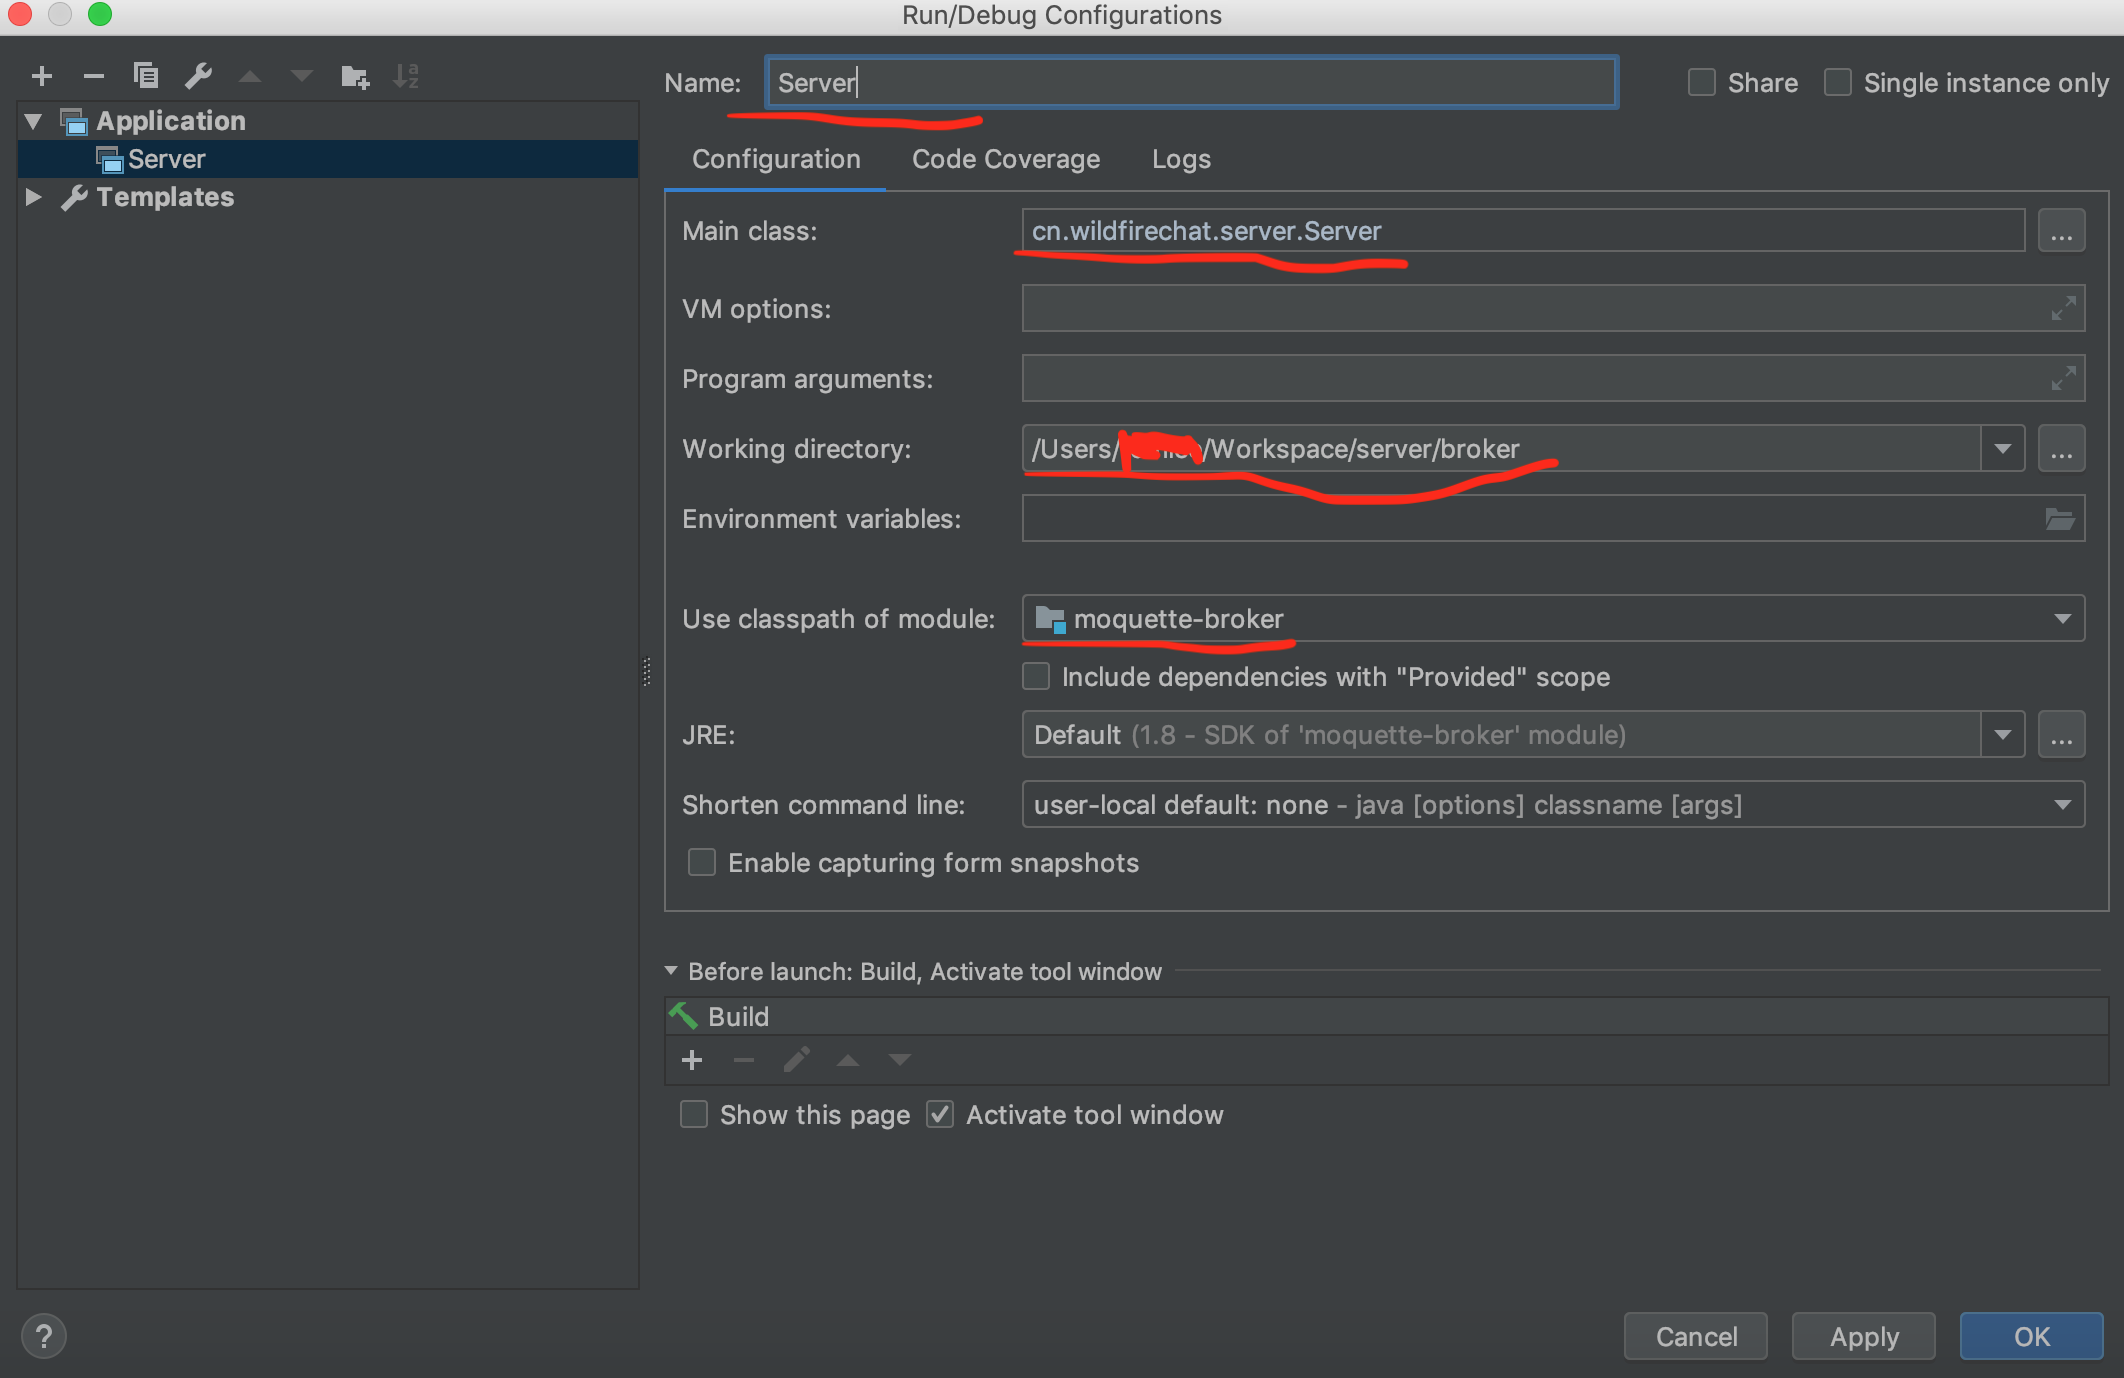 Run/Debug Configurations
Name: Server Share Single instance only
Application
Server
Templates
Configuration Code Coverage Logs
Main class: cn.wildfirechat.server.Server ...
VM options:
Program arguments:
Working directory: /Users/ /Workspace/server/broker ...
Environment variables:
Use classpath of module: moquette-broker
Include dependencies with "Provided" scope
JRE: Default (1.8 - SDK of 'moquette-broker' module) ...
Shorten command line: user-local default: none - java [options] classname [args]
Enable capturing form snapshots
Before launch: Build, Activate tool window
Build
Show this page Activate tool window
? Cancel Apply OK